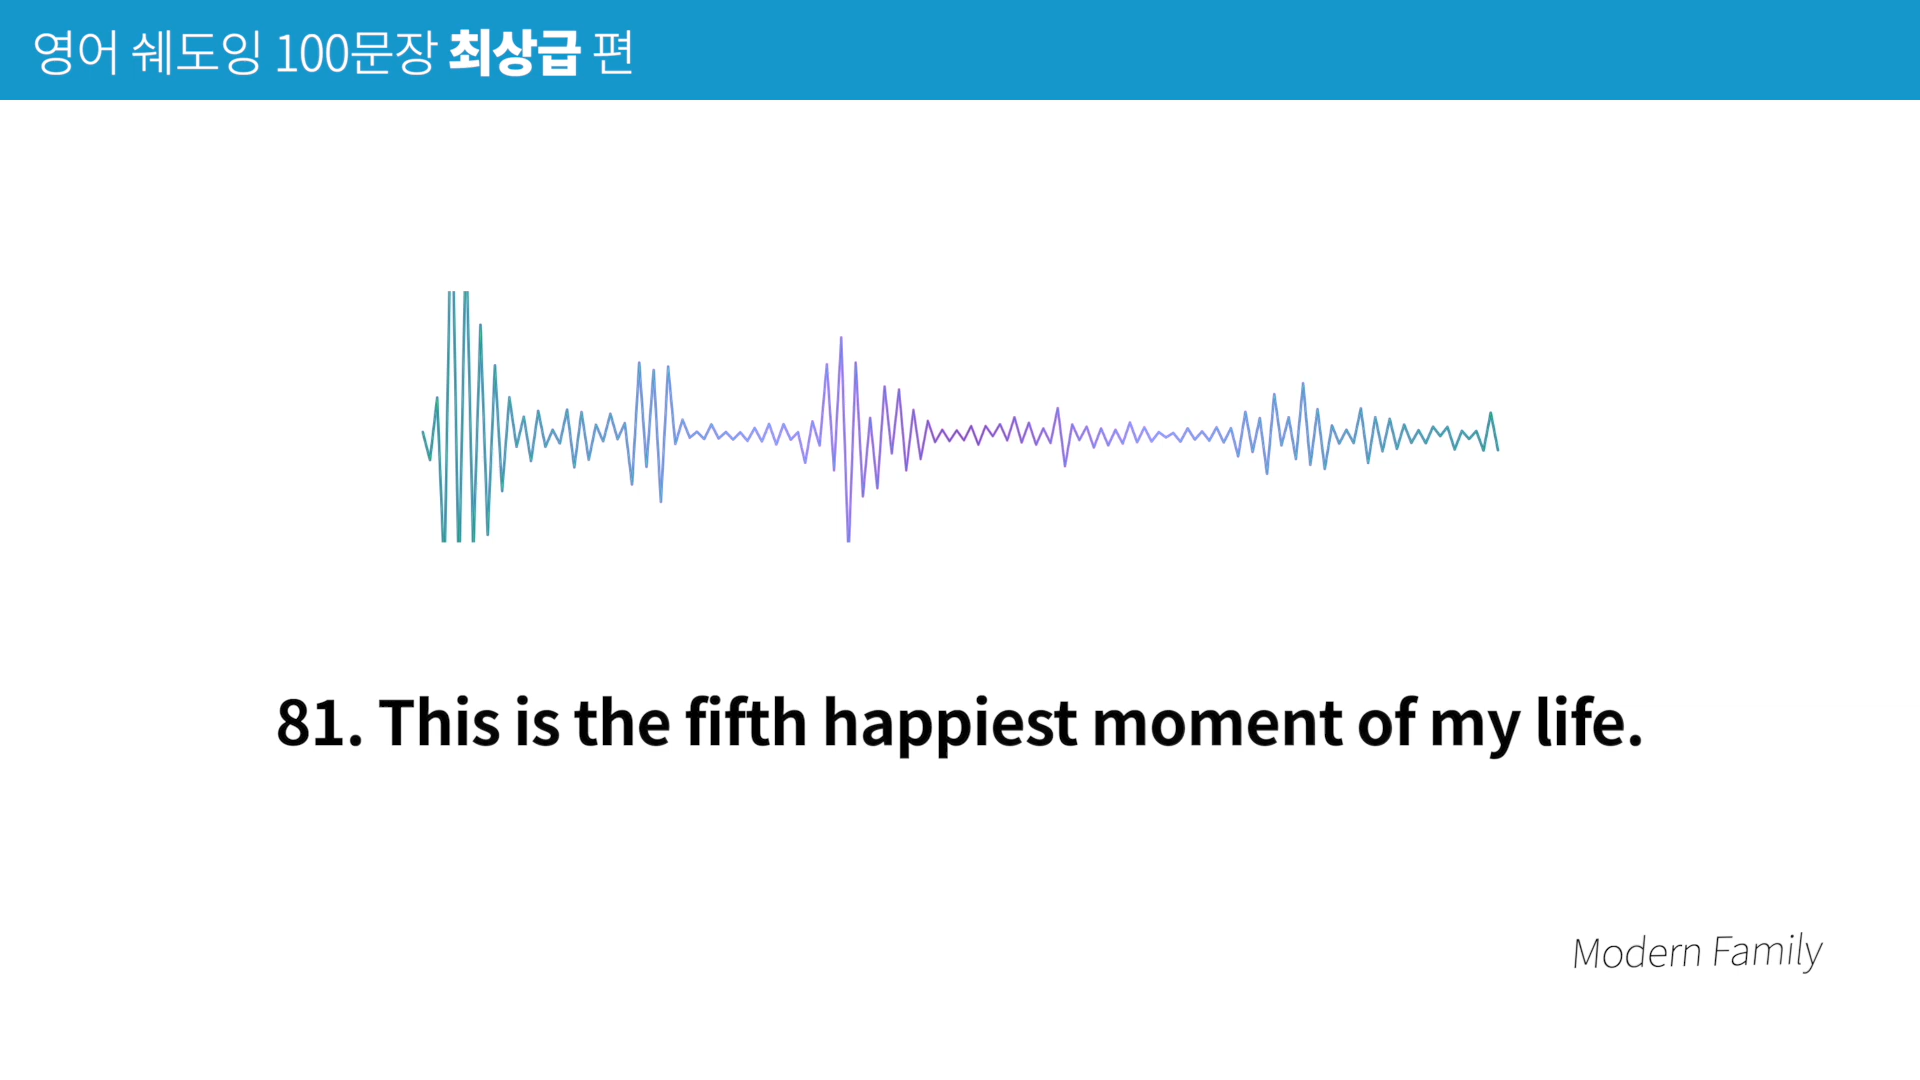 영어 쉐도잉 100문장 최상급 편
81. This is the fifth happiest moment of my life.
Modern Family